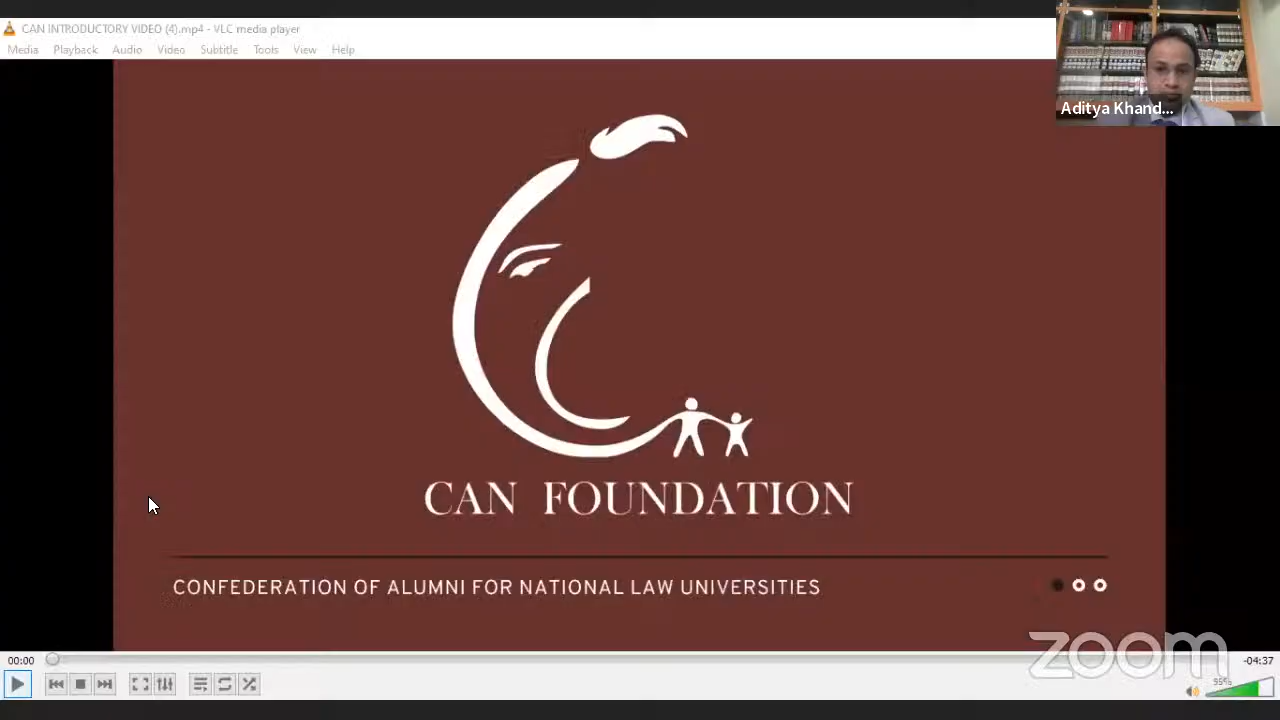 CAN INTRODUCTORY VIDEO (4).mp4 - VLC media player
Media Playback Audio Video Subtitle Tools View Help
Aditya Khand...
CAN FOUNDATION
CONFEDERATION OF ALUMNI FOR NATIONAL LAW UNIVERSITIES
zoom
00:00
-04:37
95%